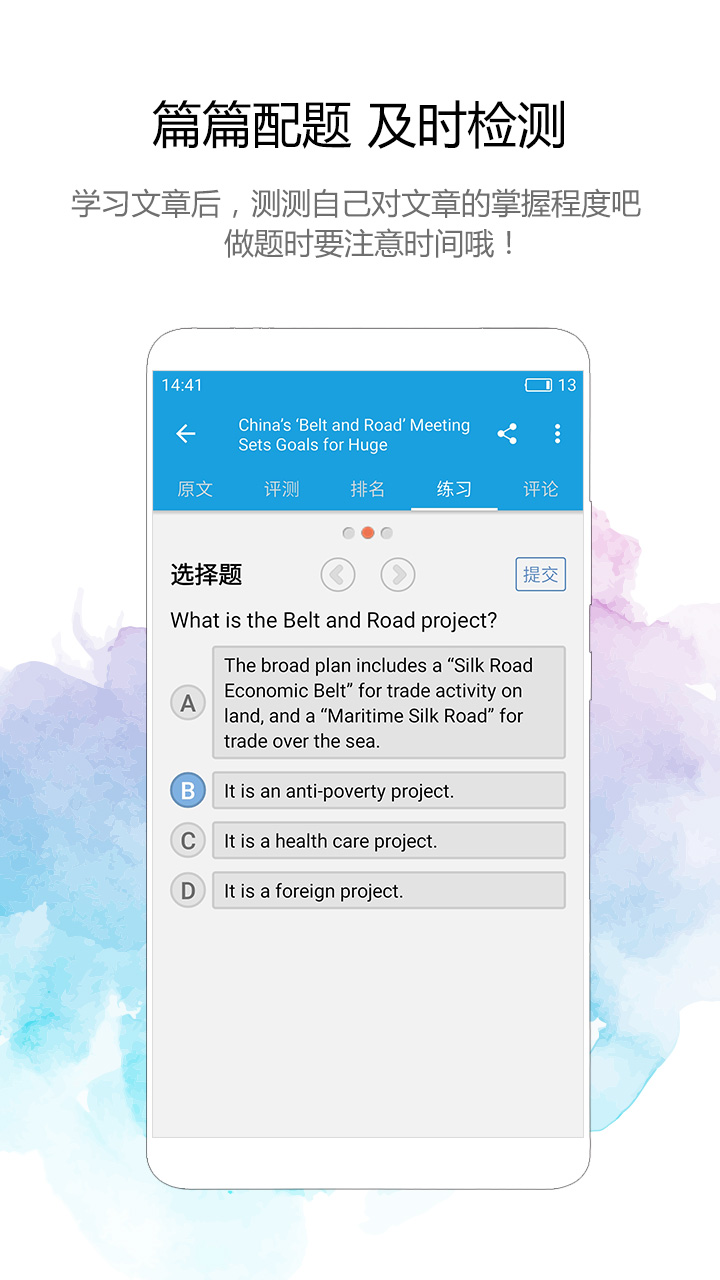 篇篇配题 及时检测
学习文章后，测测自己对文章的掌握程度吧
做题时要注意时间哦！
14:41
13
China’s ‘Belt and Road’ Meeting
Sets Goals for Huge
原文 评测 排名 练习 评论
选择题
提交
What is the Belt and Road project?
A
The broad plan includes a “Silk Road
Economic Belt” for trade activity on
land, and a “Maritime Silk Road” for
trade over the sea.
B It is an anti-poverty project.
C It is a health care project.
D It is a foreign project.